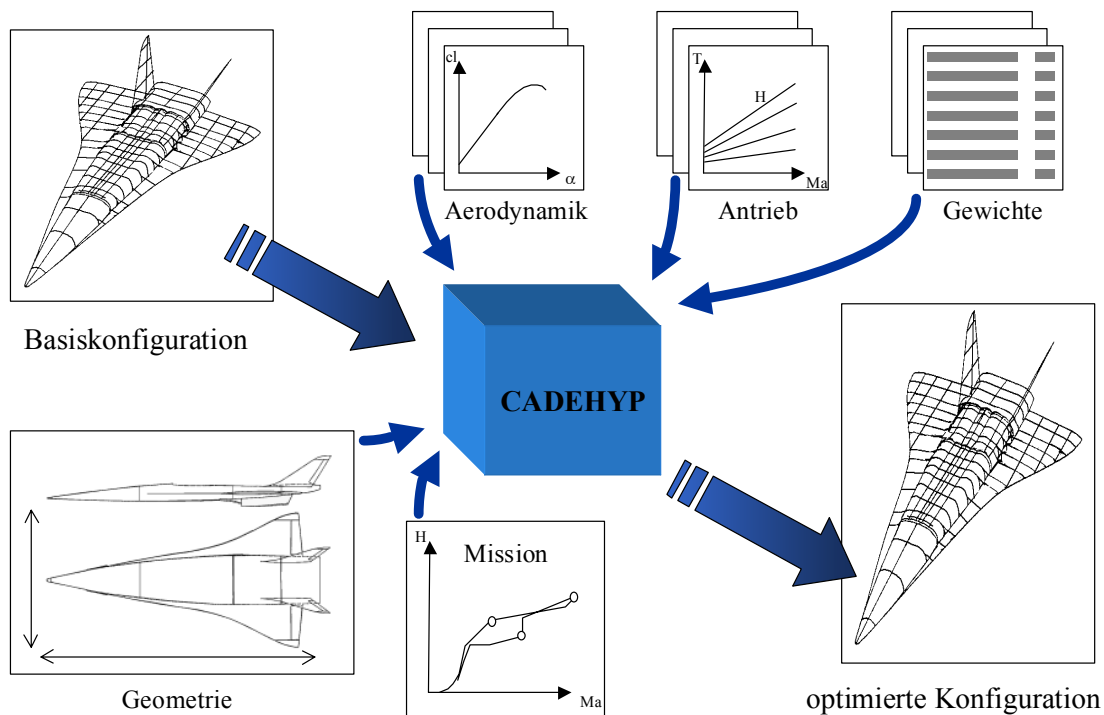 cl
α
Aerodynamik
T
H
Ma
Antrieb
Gewichte
Basiskonfiguration
CADEHYP
Geometrie
H
Mission
Ma
optimierte Konfiguration